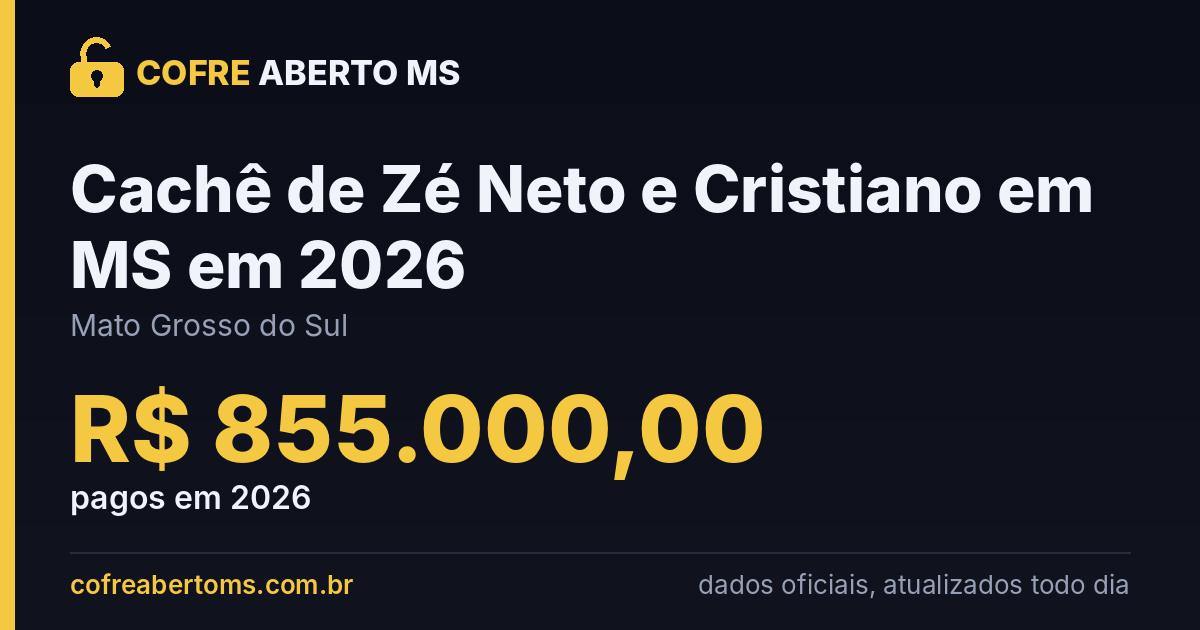 COFRE ABERTO MS
Cachê de Zé Neto e Cristiano em
MS em 2026
Mato Grosso do Sul
R$ 855.000,00
pagos em 2026
cofreabertoms.com.br
dados oficiais, atualizados todo dia